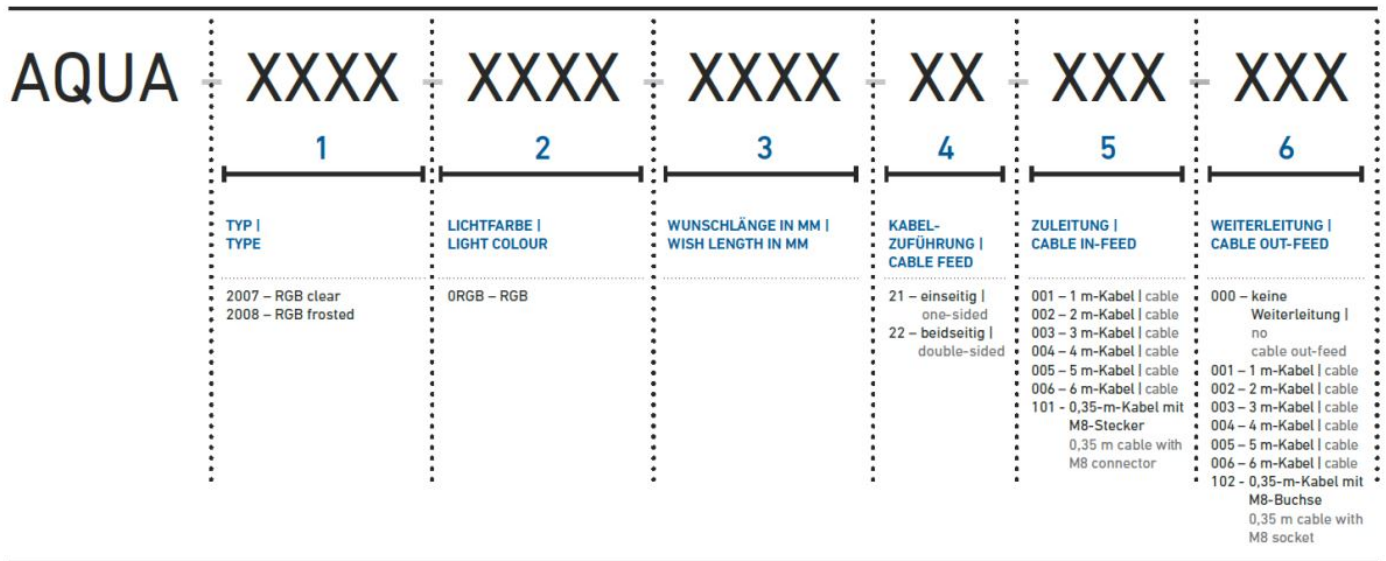 AQUA - XXXX - XXXX - XXXX - XX - XXX - XXX
1
2
3
4
5
6
TYP |
TYPE
LICHTFARBE |
LIGHT COLOUR
WUNSCHLÄNGE IN MM |
WISH LENGTH IN MM
KABEL-
ZUFÜHRUNG |
CABLE FEED
ZULEITUNG |
CABLE IN-FEED
WEITERLEITUNG |
CABLE OUT-FEED
2007 – RGB clear
2008 – RGB frosted
0RGB – RGB
21 – einseitig |
one-sided
22 – beidseitig |
double-sided
001 – 1 m-Kabel | cable
002 – 2 m-Kabel | cable
003 – 3 m-Kabel | cable
004 – 4 m-Kabel | cable
005 – 5 m-Kabel | cable
006 – 6 m-Kabel | cable
101 - 0,35-m-Kabel mit
M8-Stecker
0,35 m cable with
M8 connector
000 – keine
Weiterleitung |
no
cable out-feed
001 – 1 m-Kabel | cable
002 – 2 m-Kabel | cable
003 – 3 m-Kabel | cable
004 – 4 m-Kabel | cable
005 – 5 m-Kabel | cable
006 – 6 m-Kabel | cable
102 - 0,35-m-Kabel mit
M8-Buchse
0,35 m cable with
M8 socket